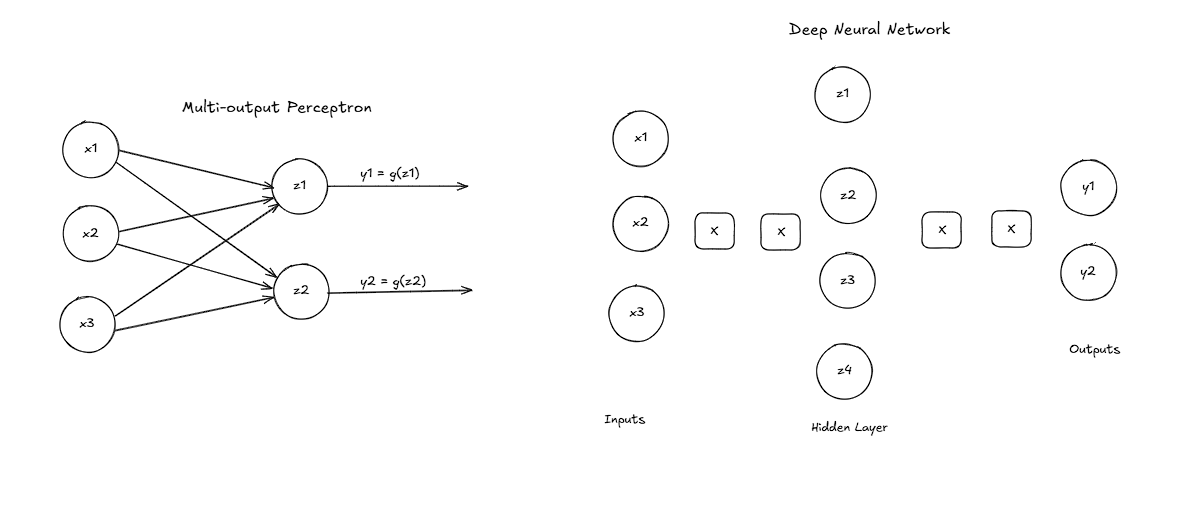 Multi-output Perceptron
x1
x2
x3
z1
z2
y1 = g(z1)
y2 = g(z2)
Deep Neural Network
x1
x2
x3
Inputs
x
x
z1
z2
z3
z4
Hidden Layer
x
x
y1
y2
Outputs